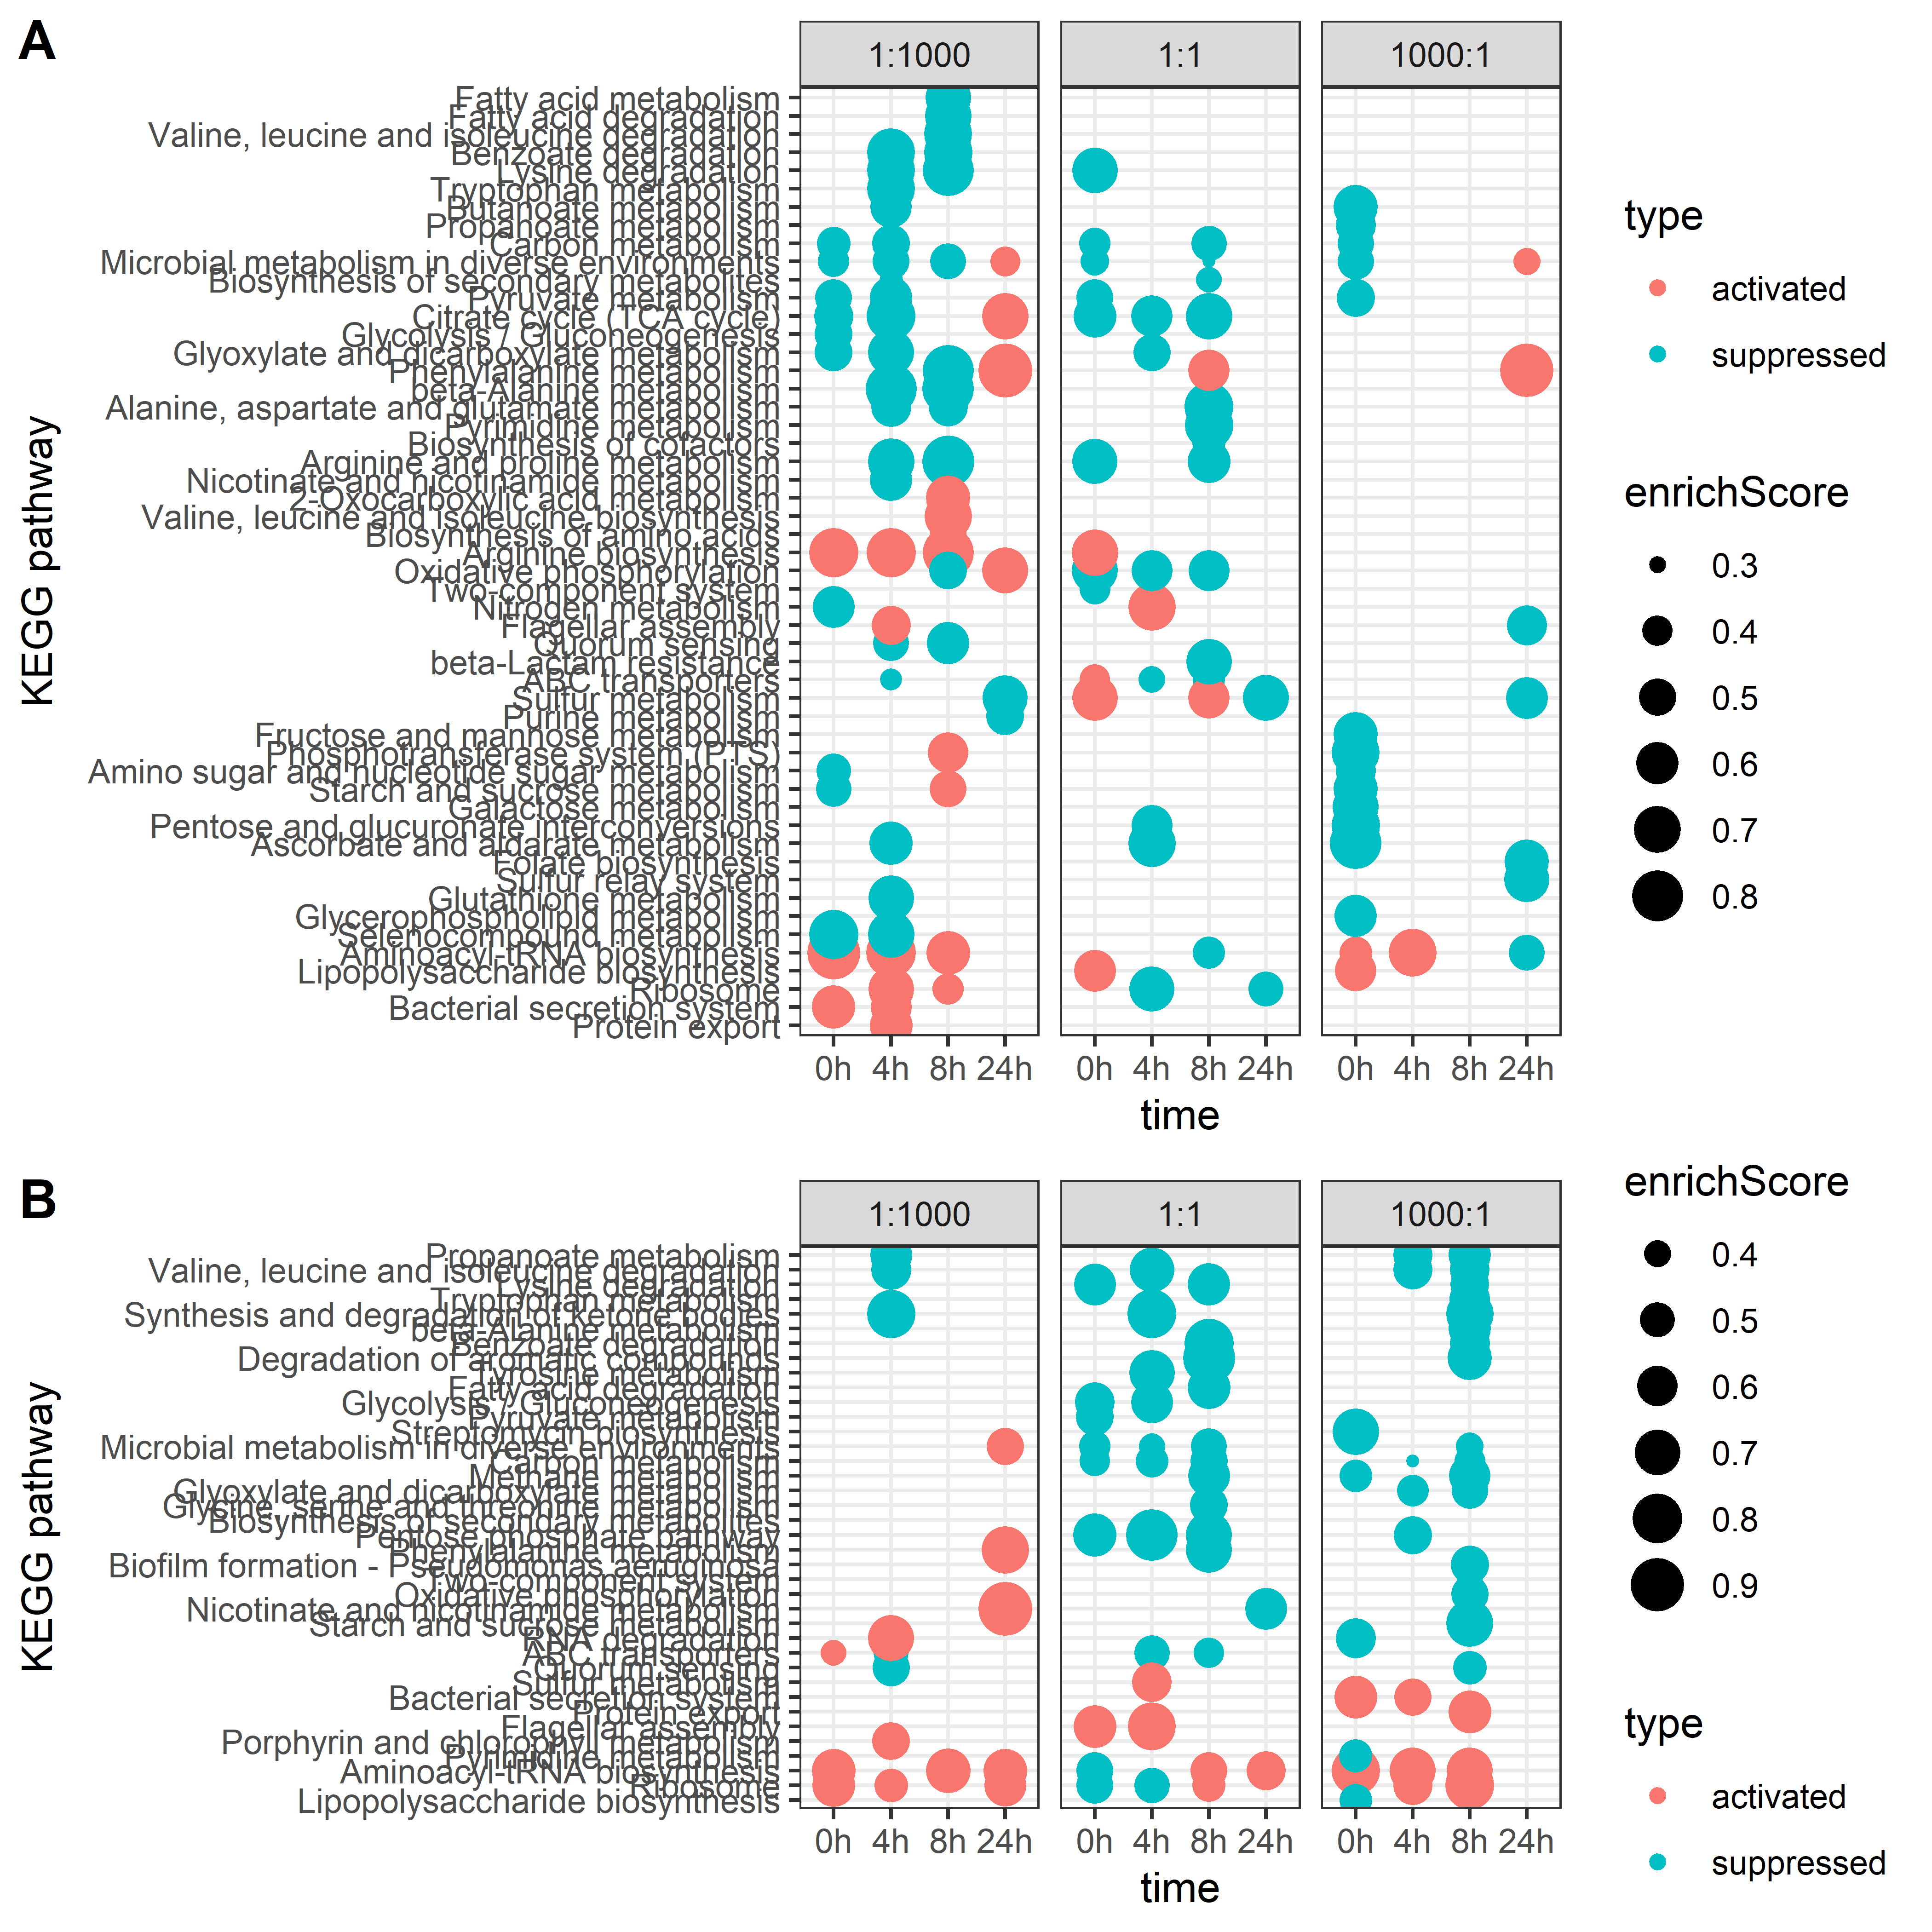 A
1:1000
1:1
1000:1
Fatty acid metabolism
Fatty acid degradation
Valine, leucine and isoleucine degradation
Benzoate degradation
Lysine degradation
Tryptophan metabolism
Butanoate metabolism
Propanoate metabolism
Carbon metabolism
Microbial metabolism in diverse environments
Biosynthesis of secondary metabolites
Pyruvate metabolism
Citrate cycle (TCA cycle)
Glycolysis / Gluconeogenesis
Glyoxylate and dicarboxylate metabolism
Phenylalanine metabolism
beta-Alanine metabolism
Alanine, aspartate and glutamate metabolism
Pyrimidine metabolism
Biosynthesis of cofactors
Arginine and proline metabolism
Nicotinate and nicotinamide metabolism
2-Oxocarboxylic acid metabolism
Valine, leucine and isoleucine biosynthesis
Biosynthesis of amino acids
Arginine biosynthesis
Oxidative phosphorylation
Two-component system
Nitrogen metabolism
Flagellar assembly
Quorum sensing
beta-Lactam resistance
ABC transporters
Sulfur metabolism
Purine metabolism
Fructose and mannose metabolism
Phosphotransferase system (PTS)
Amino sugar and nucleotide sugar metabolism
Starch and sucrose metabolism
Galactose metabolism
Pentose and glucuronate interconversions
Ascorbate and aldarate metabolism
Folate biosynthesis
Sulfur relay system
Glutathione metabolism
Glycerophospholipid metabolism
Selenocompound metabolism
Aminoacyl-tRNA biosynthesis
Lipopolysaccharide biosynthesis
Ribosome
Bacterial secretion system
Protein export
KEGG pathway
0h 4h 8h 24h
0h 4h 8h 24h
0h 4h 8h 24h
time
type
activated
suppressed
enrichScore
0.3
0.4
0.5
0.6
0.7
0.8
B
1:1000
1:1
1000:1
Propanoate metabolism
Valine, leucine and isoleucine degradation
Lysine degradation
Tryptophan metabolism
Synthesis and degradation of ketone bodies
beta-Alanine metabolism
Benzoate degradation
Degradation of aromatic compounds
Tyrosine metabolism
Fatty acid degradation
Glycolysis / Gluconeogenesis
Pyruvate metabolism
Streptomycin biosynthesis
Microbial metabolism in diverse environments
Carbon metabolism
Methane metabolism
Glyoxylate and dicarboxylate metabolism
Glycine, serine and threonine metabolism
Biosynthesis of secondary metabolites
Pentose phosphate pathway
Phenylalanine metabolism
Biofilm formation - Pseudomonas aeruginosa
Two-component system
Oxidative phosphorylation
Nicotinate and nicotinamide metabolism
Starch and sucrose metabolism
RNA degradation
ABC transporters
Quorum sensing
Sulfur metabolism
Bacterial secretion system
Protein export
Flagellar assembly
Porphyrin and chlorophyll metabolism
Pyrimidine metabolism
Aminoacyl-tRNA biosynthesis
Ribosome
Lipopolysaccharide biosynthesis
KEGG pathway
0h 4h 8h 24h
0h 4h 8h 24h
0h 4h 8h 24h
time
enrichScore
0.4
0.5
0.6
0.7
0.8
0.9
type
activated
suppressed